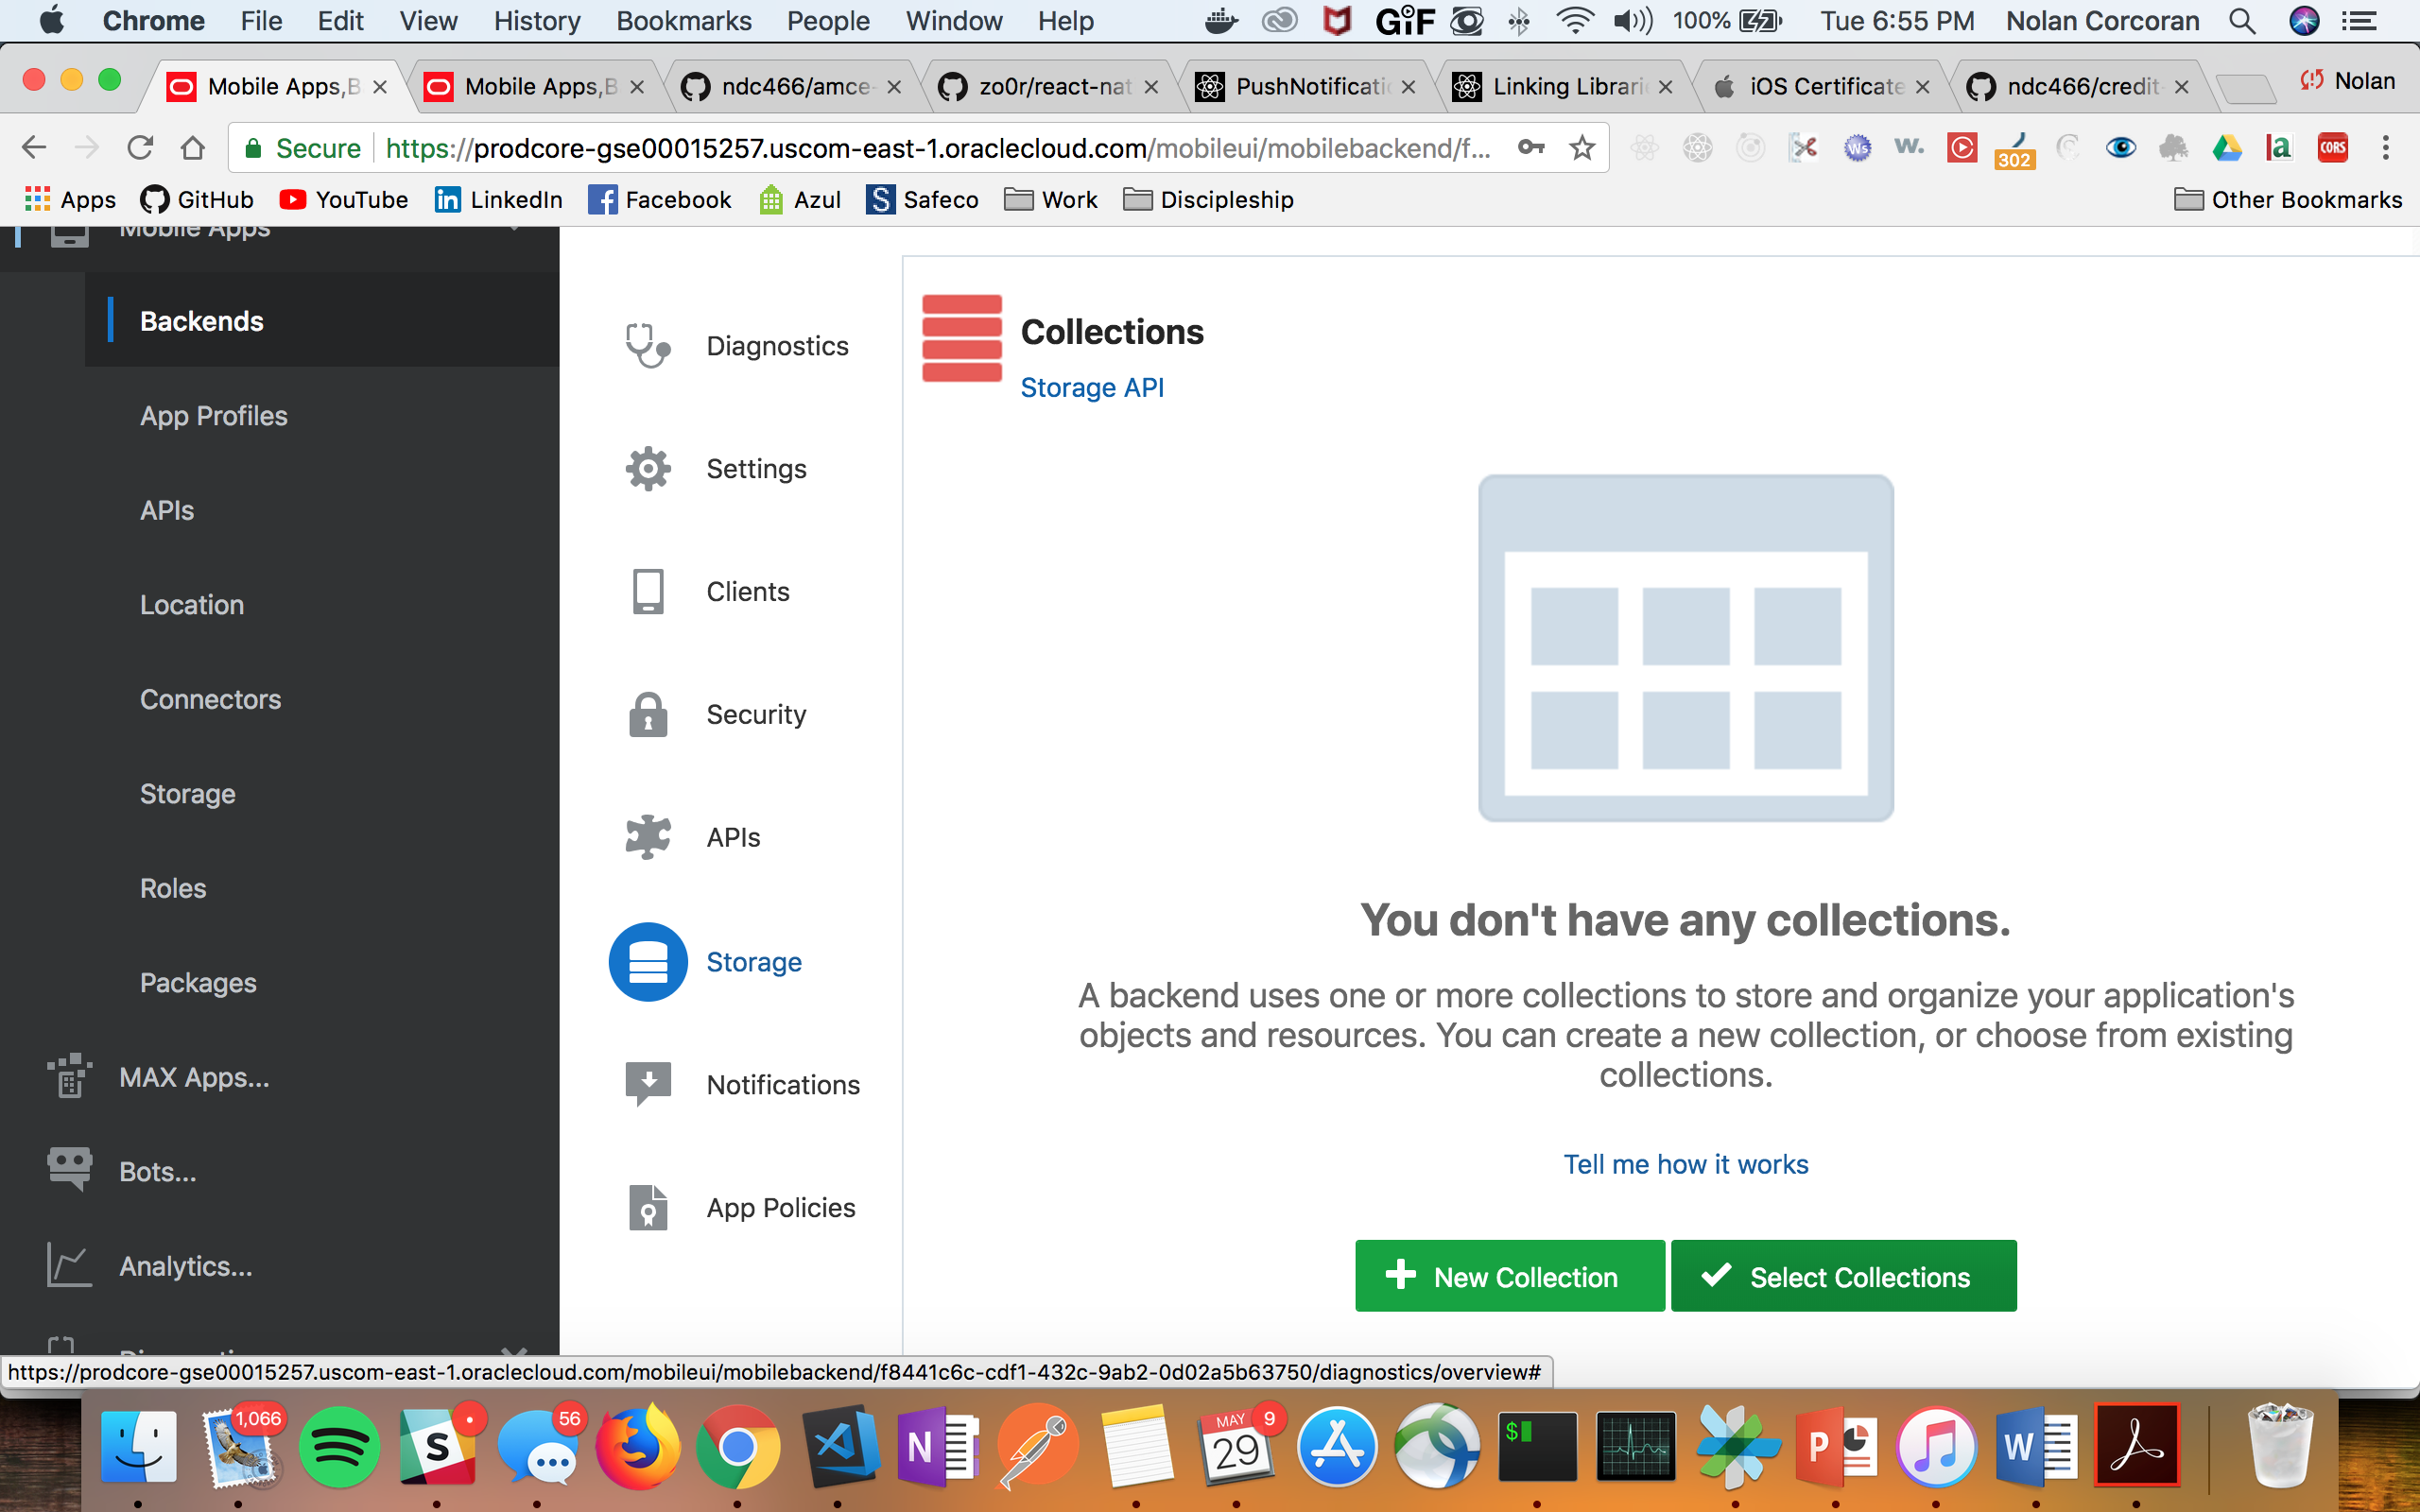 Chrome File Edit View History Bookmarks People Window Help GIF 100% Tue 6:55 PM Nolan Corcoran
Mobile Apps,B ndc466/amce- zo0r/react-nat PushNotificatio Linking Librarie iOS Certificate ndc466/credit- Nolan
Mobile Apps,B
Secure https://prodcore-gse00015257.uscom-east-1.oraclecloud.com/mobileui/mobilebackend/f... Ws w. 302 a CORS
Apps GitHub YouTube LinkedIn Facebook Azul S Safeco Work Discipleship Other Bookmarks
Mobile Apps
Backends
App Profiles
APIs
Location
Connectors
Storage
Roles
Packages
MAX Apps...
Bots...
Analytics...
Diagnostics
Settings
Clients
Security
APIs
Storage
Notifications
App Policies
Collections
Storage API
You don't have any collections.
A backend uses one or more collections to store and organize your application's
objects and resources. You can create a new collection, or choose from existing
collections.
Tell me how it works
New Collection
Select Collections
https://prodcore-gse00015257.uscom-east-1.oraclecloud.com/mobileui/mobilebackend/f8441c6c-cdf1-432c-9ab2-0d02a5b63750/diagnostics/overview#
1,066 S 56 N MAY 29 9 $ P W